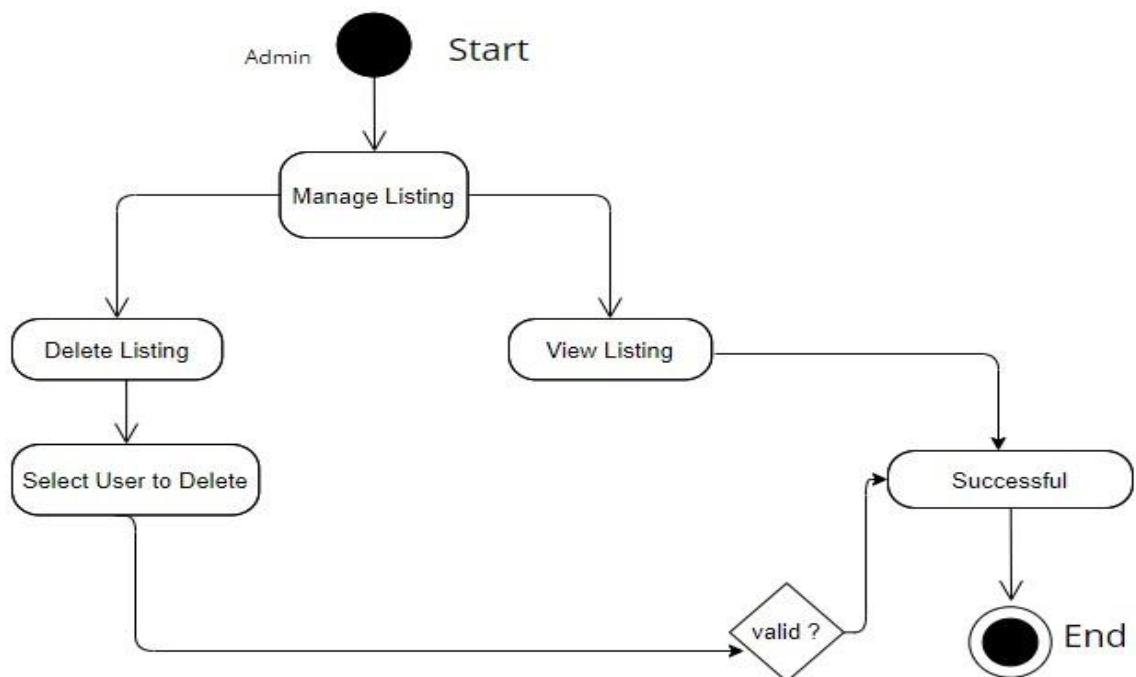 Admin
Start
Manage Listing
Delete Listing
View Listing
Select User to Delete
Successful
valid ?
End